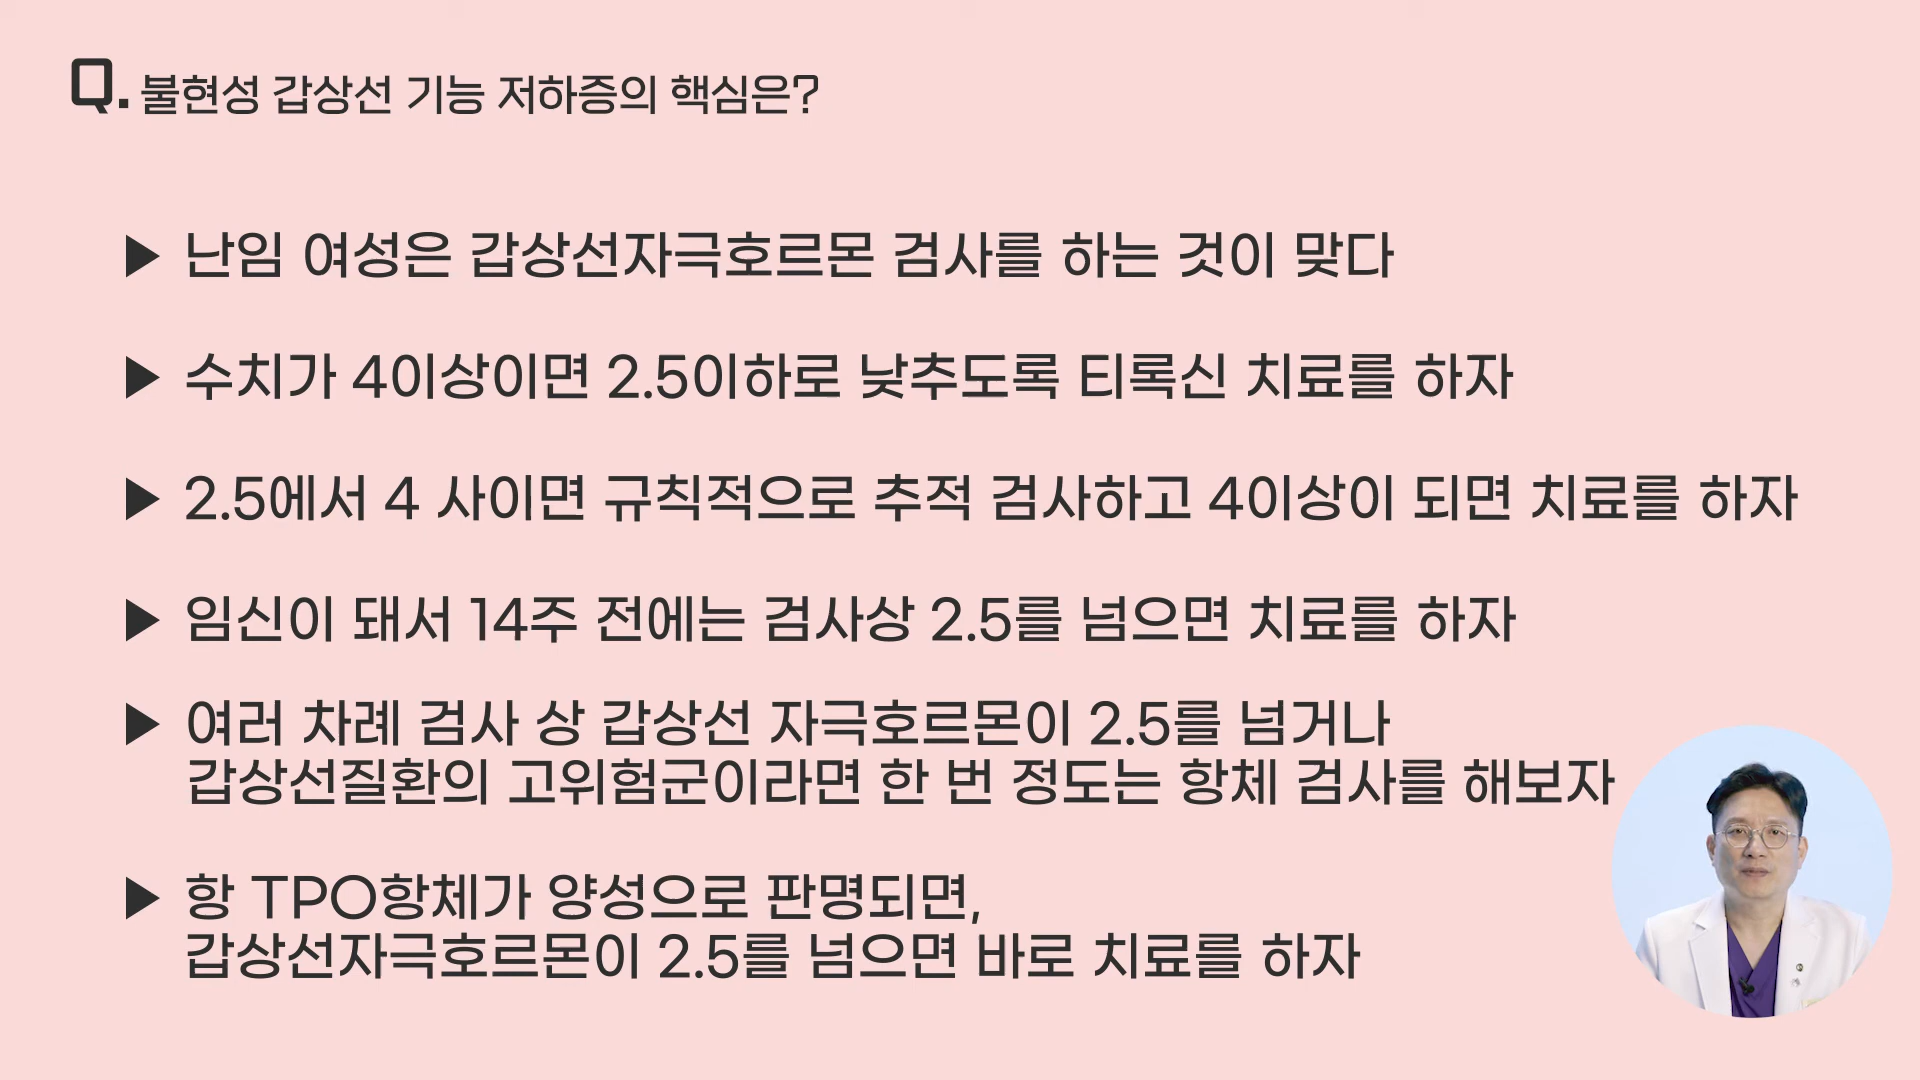 Q. 불현성 갑상선 기능 저하증의 핵심은?
▶ 난임 여성은 갑상선자극호르몬 검사를 하는 것이 맞다
▶ 수치가 4이상이면 2.5이하로 낮추도록 티록신 치료를 하자
▶ 2.5에서 4 사이면 규칙적으로 추적 검사하고 4이상이 되면 치료를 하자
▶ 임신이 돼서 14주 전에는 검사상 2.5를 넘으면 치료를 하자
▶ 여러 차례 검사 상 갑상선 자극호르몬이 2.5를 넘거나
갑상선질환의 고위험군이라면 한 번 정도는 항체 검사를 해보자
▶ 항 TPO항체가 양성으로 판명되면,
갑상선자극호르몬이 2.5를 넘으면 바로 치료를 하자